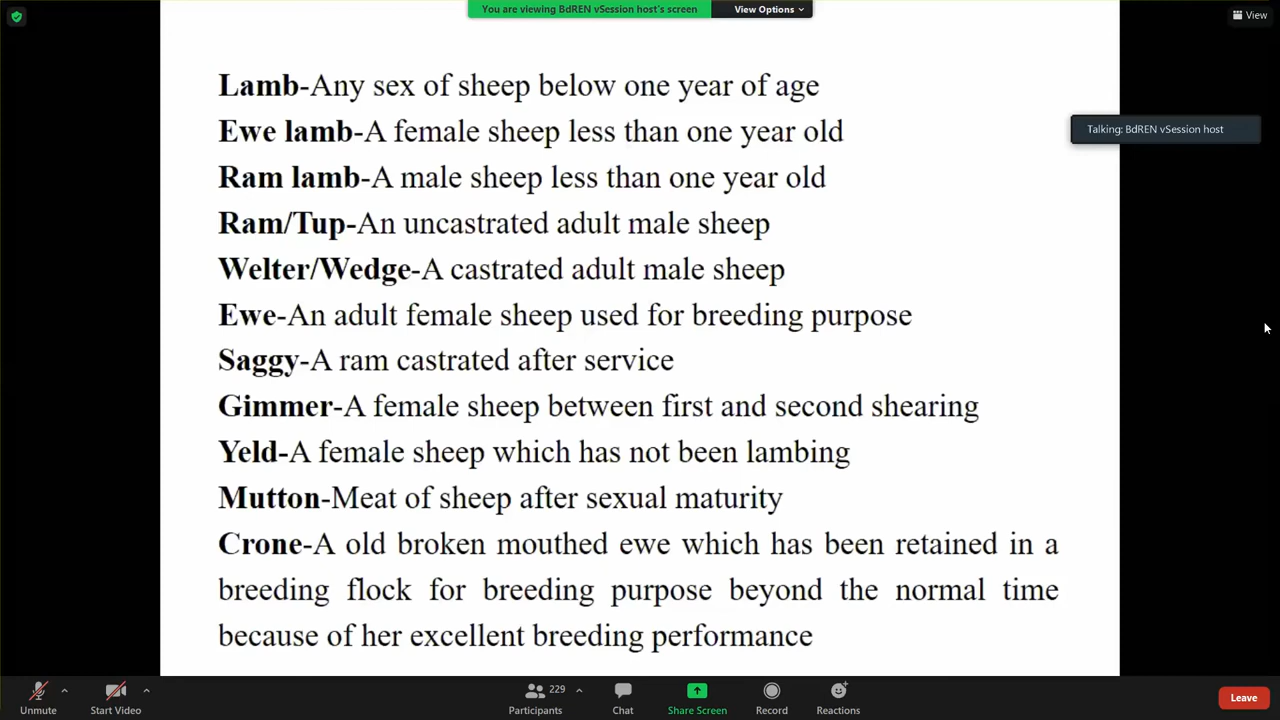 You are viewing BdREN vSession host's screen
View Options
View
Talking: BdREN vSession host
Lamb-Any sex of sheep below one year of age
Ewe lamb-A female sheep less than one year old
Ram lamb-A male sheep less than one year old
Ram/Tup-An uncastrated adult male sheep
Welter/Wedge-A castrated adult male sheep
Ewe-An adult female sheep used for breeding purpose
Saggy-A ram castrated after service
Gimmer-A female sheep between first and second shearing
Yeld-A female sheep which has not been lambing
Mutton-Meat of sheep after sexual maturity
Crone-A old broken mouthed ewe which has been retained in a
breeding flock for breeding purpose beyond the normal time
because of her excellent breeding performance
Unmute
Start Video
229
Participants
Chat
Share Screen
Record
Reactions
Leave